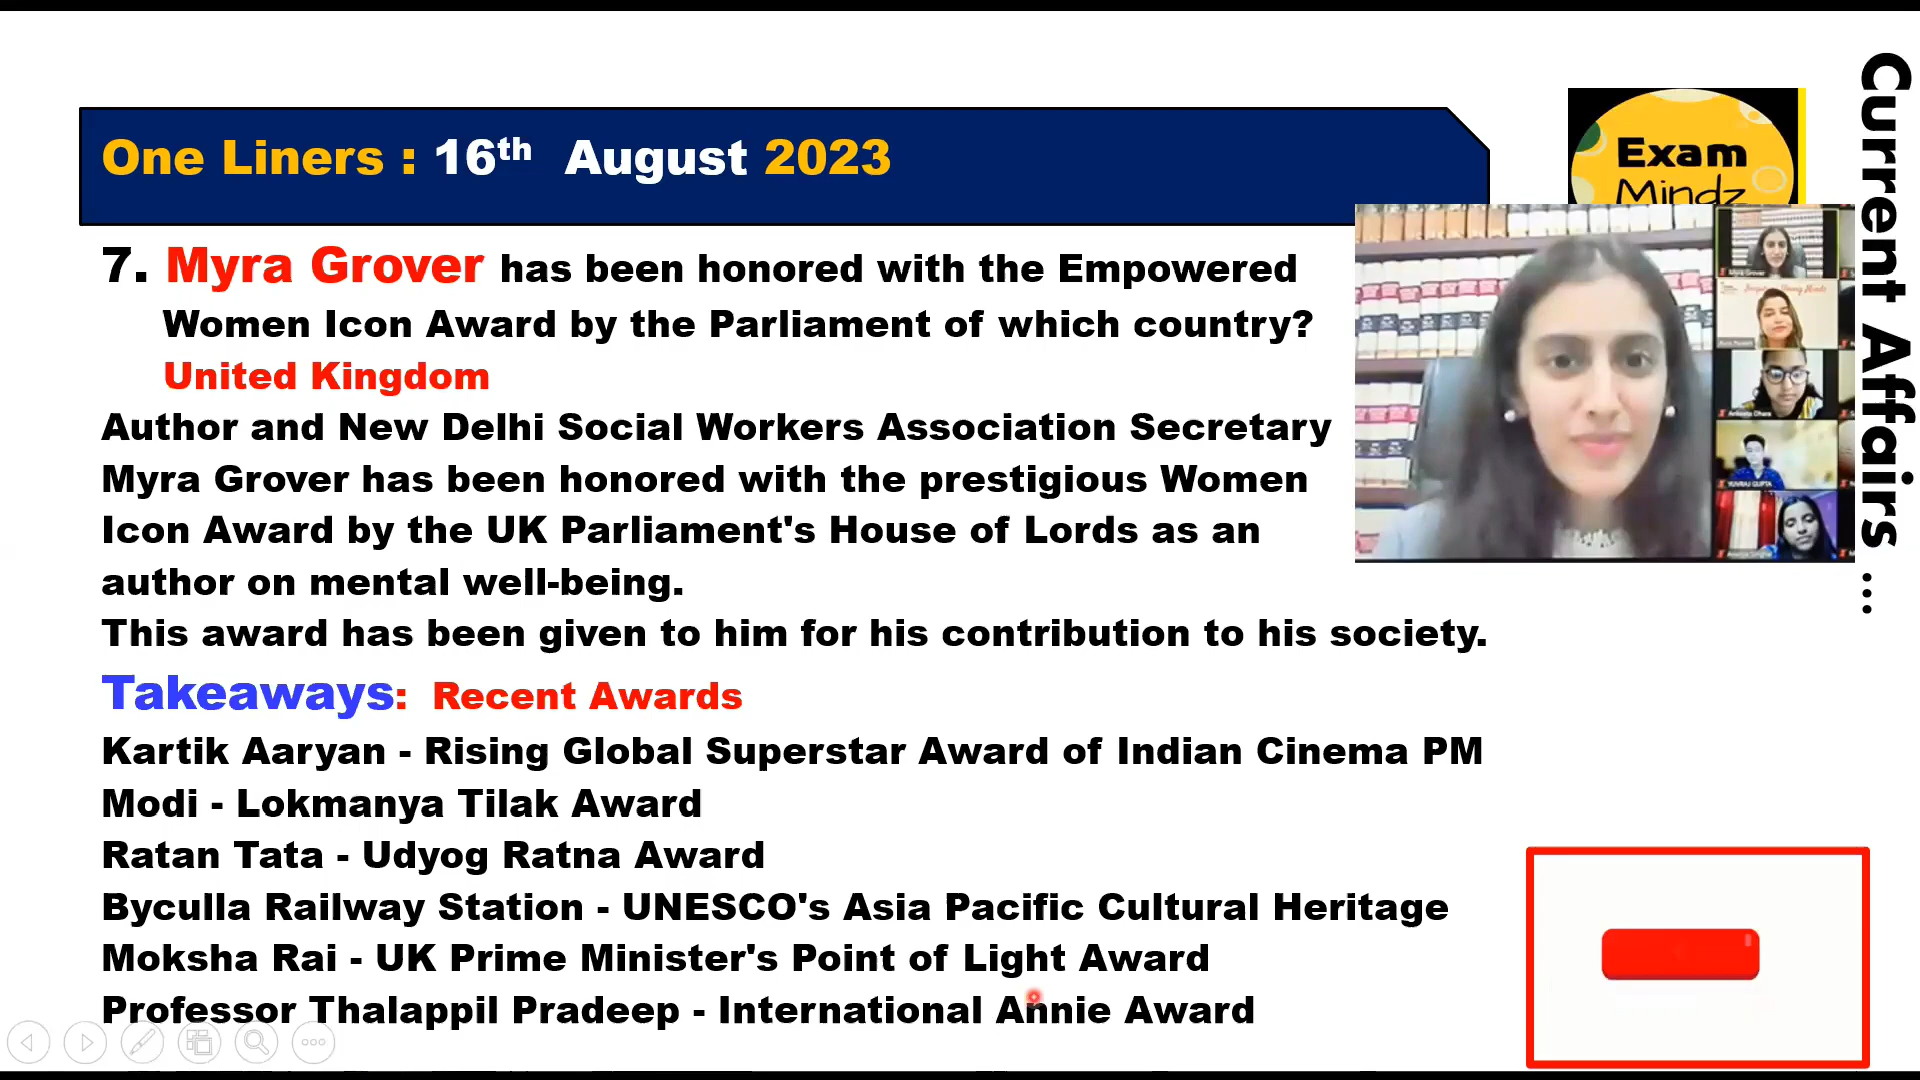 One Liners : 16th August 2023
Exam
Mindz
Current Affairs ...
7. Myra Grover has been honored with the Empowered
Women Icon Award by the Parliament of which country?
United Kingdom
Author and New Delhi Social Workers Association Secretary
Myra Grover has been honored with the prestigious Women
Icon Award by the UK Parliament's House of Lords as an
author on mental well-being.
This award has been given to him for his contribution to his society.
Takeaways: Recent Awards
Kartik Aaryan - Rising Global Superstar Award of Indian Cinema PM
Modi - Lokmanya Tilak Award
Ratan Tata - Udyog Ratna Award
Byculla Railway Station - UNESCO's Asia Pacific Cultural Heritage
Moksha Rai - UK Prime Minister's Point of Light Award
Professor Thalappil Pradeep - International Annie Award
Myra Grover
YUVRAJ GUPTA